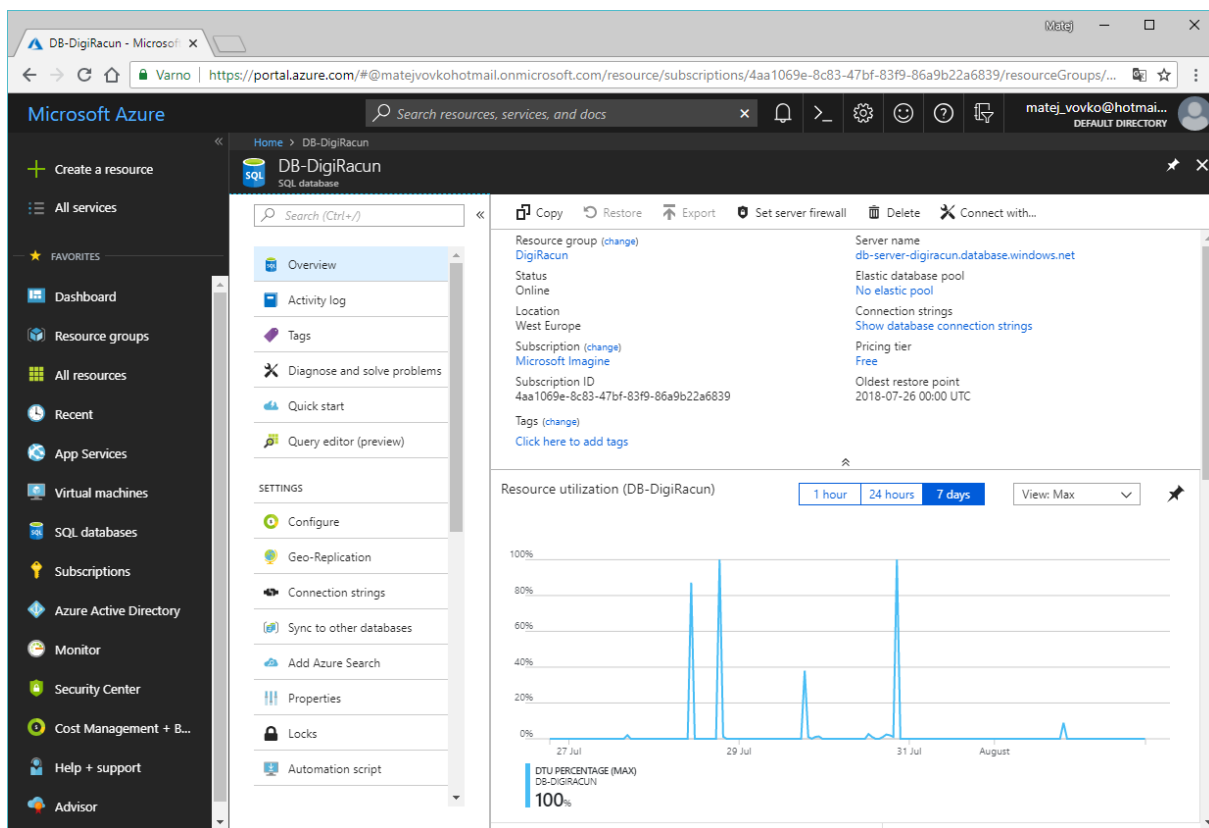 Matej
DB-DigiRacun - Microsoft
Varno
https://portal.azure.com/#@matejvovkohotmail.onmicrosoft.com/resource/subscriptions/4aa1069e-8c83-47bf-83f9-86a9b22a6839/resourceGroups/...
Microsoft Azure
Search resources, services, and docs
matej_vovko@hotmai...
DEFAULT DIRECTORY
Home > DB-DigiRacun
DB-DigiRacun
SQL database
Create a resource
All services
FAVORITES
Dashboard
Resource groups
All resources
Recent
App Services
Virtual machines
SQL databases
Subscriptions
Azure Active Directory
Monitor
Security Center
Cost Management + B...
Help + support
Advisor
Search (Ctrl+/)
Overview
Activity log
Tags
Diagnose and solve problems
Quick start
Query editor (preview)
SETTINGS
Configure
Geo-Replication
Connection strings
Sync to other databases
Add Azure Search
Properties
Locks
Automation script
Copy Restore Export Set server firewall Delete Connect with...
Resource group (change)
DigiRacun
Status
Online
Location
West Europe
Subscription (change)
Microsoft Imagine
Subscription ID
4aa1069e-8c83-47bf-83f9-86a9b22a6839
Tags (change)
Click here to add tags
Server name
db-server-digiracun.database.windows.net
Elastic database pool
No elastic pool
Connection strings
Show database connection strings
Pricing tier
Free
Oldest restore point
2018-07-26 00:00 UTC
Resource utilization (DB-DigiRacun)
1 hour 24 hours 7 days
View: Max
100%
80%
60%
40%
20%
0%
27 Jul 29 Jul 31 Jul August
DTU PERCENTAGE (MAX)
DB-DIGIRACUN
100%